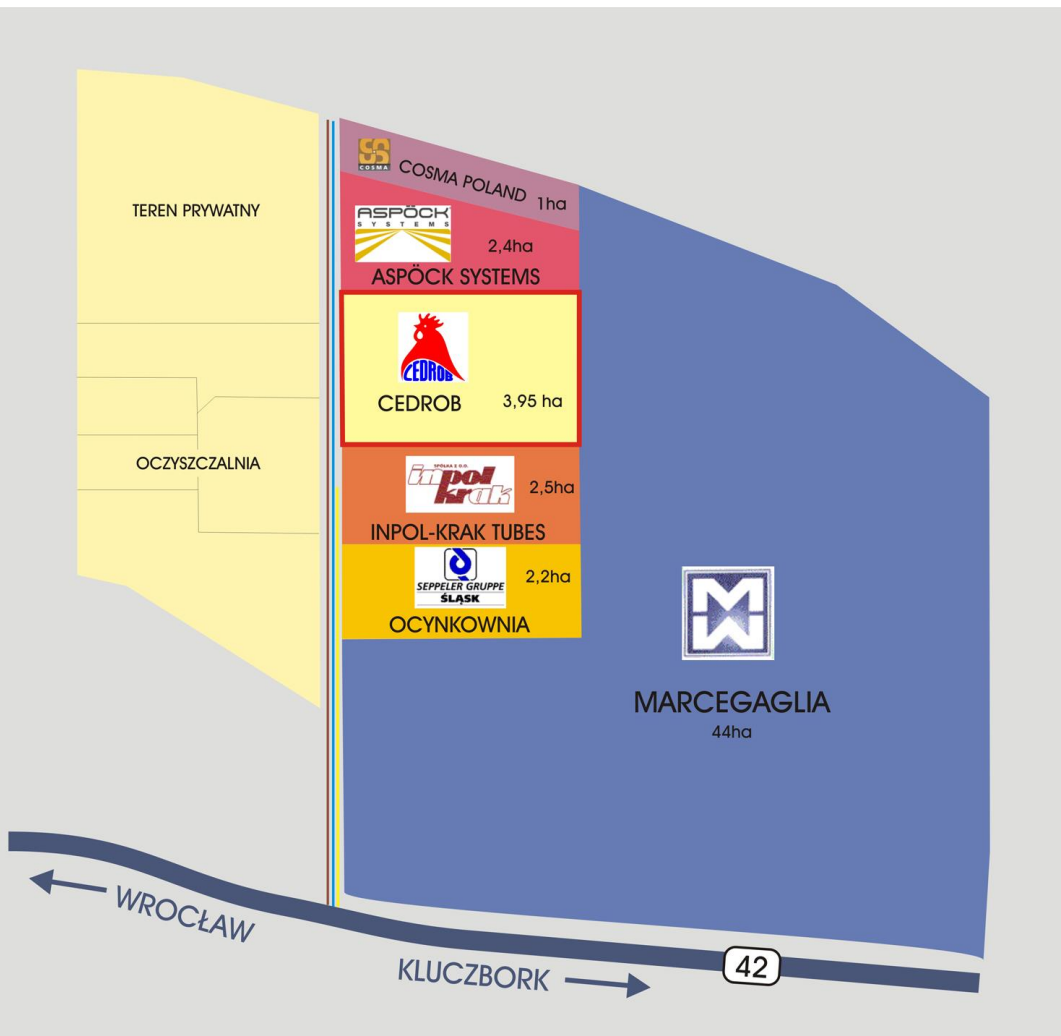 COSMA
COSMA POLAND 1ha
TEREN PRYWATNY
ASPÖCK
SYSTEMS
2,4ha
ASPÖCK SYSTEMS
CEDROB
CEDROB 3,95 ha
SPÓŁKA Z O.O.
inpol
krak
2,5ha
OCZYSZCZALNIA
INPOL-KRAK TUBES
SEPPELER GRUPPE
ŚLĄSK
2,2ha
OCYNKOWNIA
MARCEGAGLIA
44ha
WROCŁAW
KLUCZBORK
42